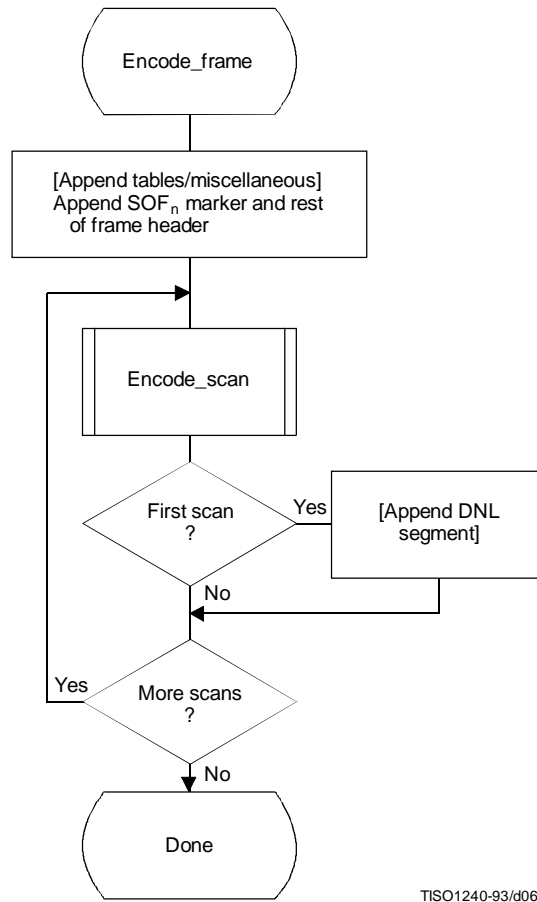 Encode_frame
[Append tables/miscellaneous]
Append SOFn marker and rest
of frame header
Encode_scan
First scan
?
Yes
[Append DNL
segment]
No
Yes
More scans
?
No
Done
TISO1240-93/d06